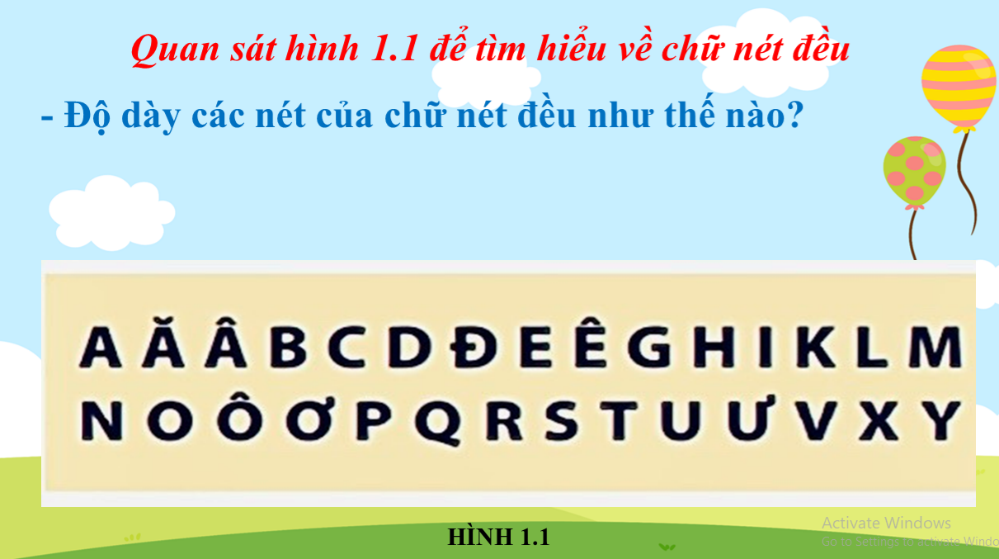 Quan sát hình 1.1 để tìm hiểu về chữ nét đều
- Độ dày các nét của chữ nét đều như thế nào?
A Ă Â B C D Đ E Ê G H I K L M
N O Ô Ơ P Q R S T U Ư V X Y
HÌNH 1.1
Activate Windows
Go to Settings to activate Windo